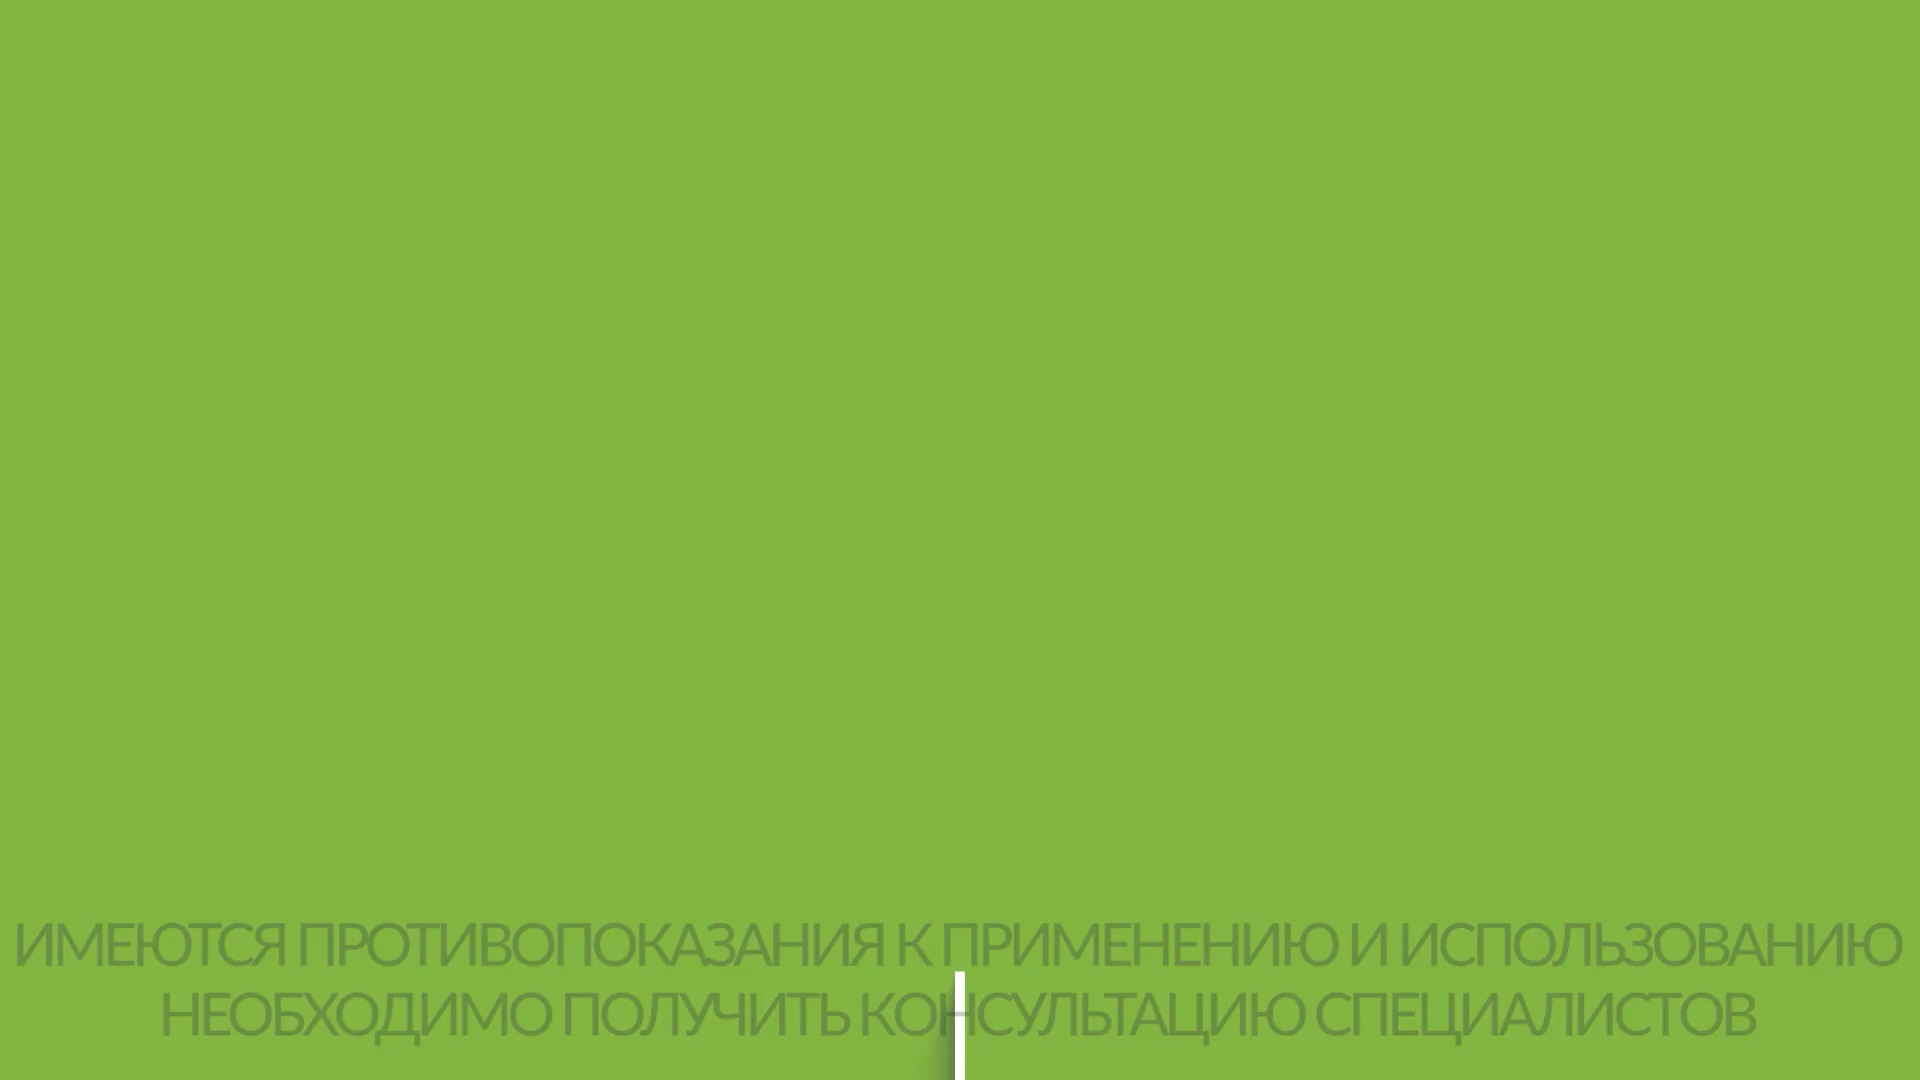 ИМЕЮТСЯ ПРОТИВОПОКАЗАНИЯ К ПРИМЕНЕНИЮ И ИСПОЛЬЗОВАНИЮ
НЕОБХОДИМО ПОЛУЧИТЬ КОНСУЛЬТАЦИЮ СПЕЦИАЛИСТОВ